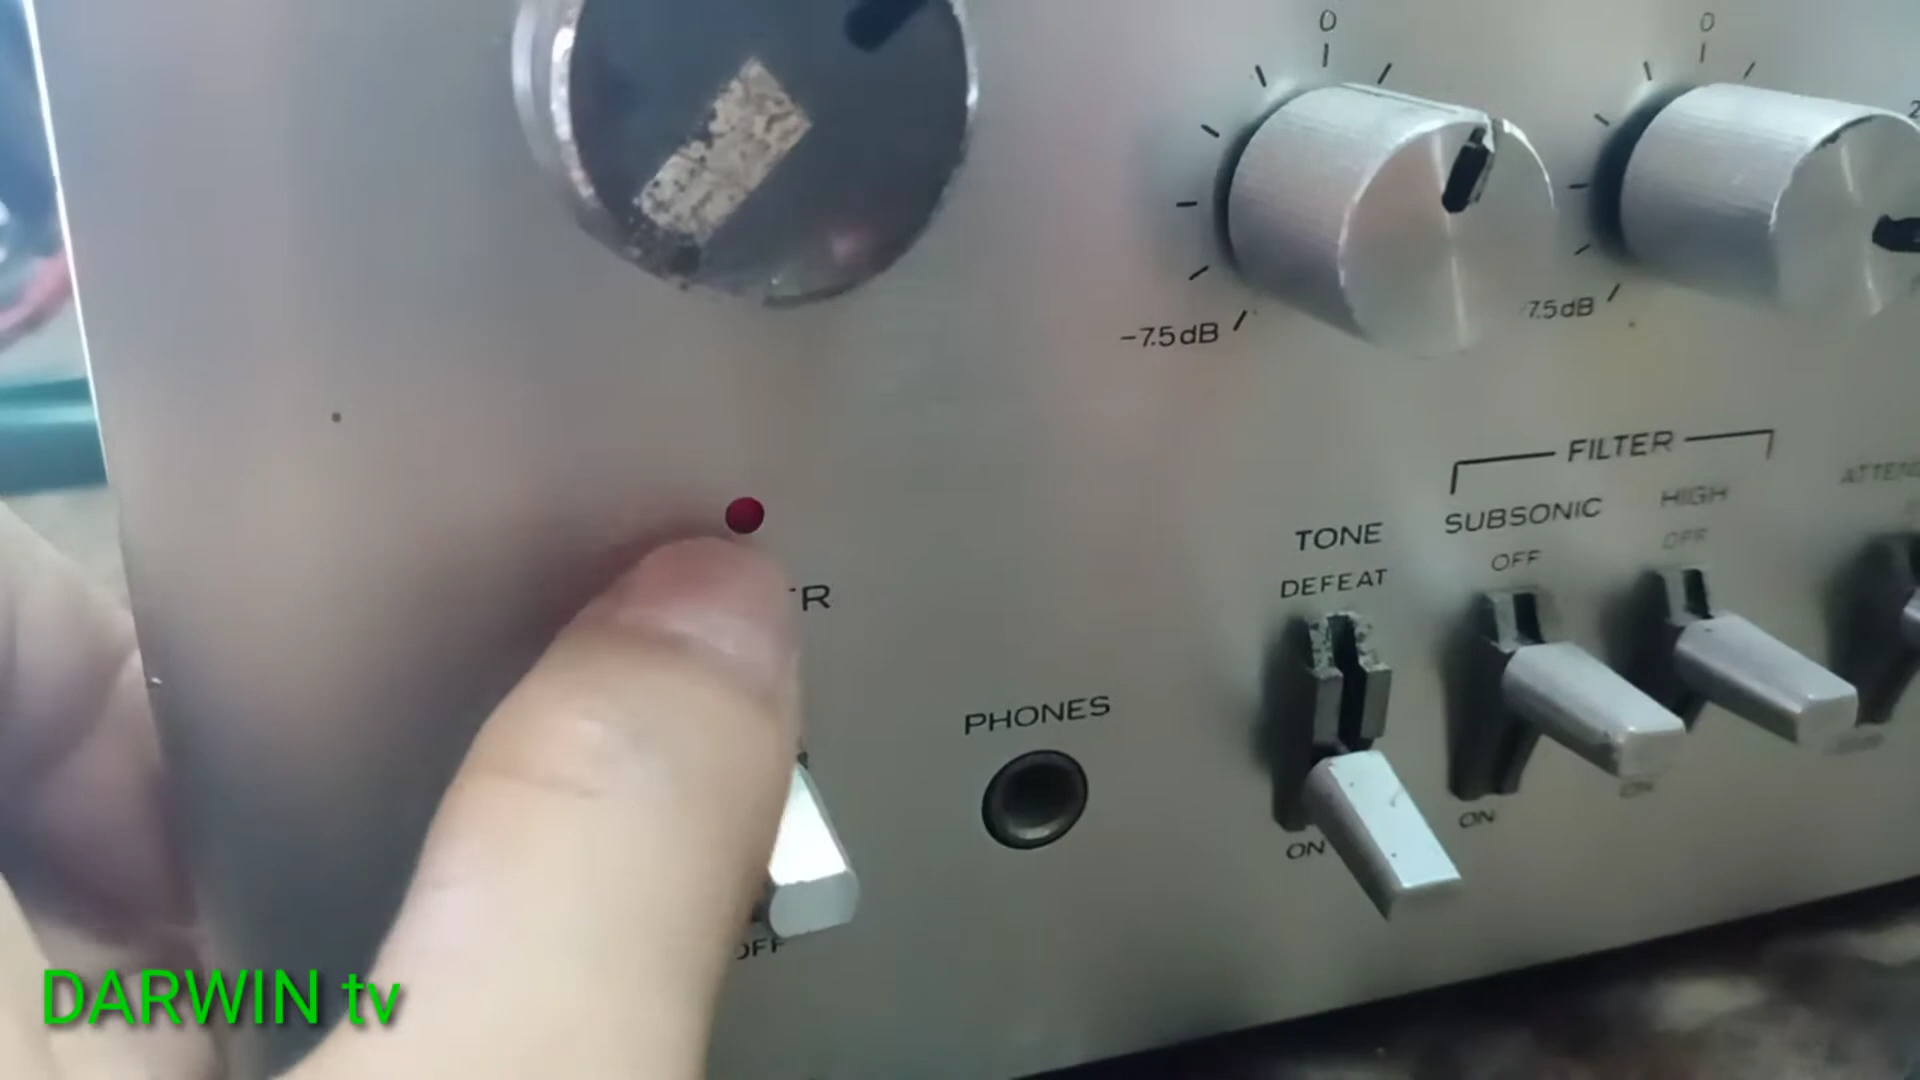 0
0
-7.5dB
7.5dB
FILTER
SUBSONIC
HIGH
TONE
OFF
OFF
DEFEAT
PHONES
ON
ON
ON
OFF
DARWIN tv